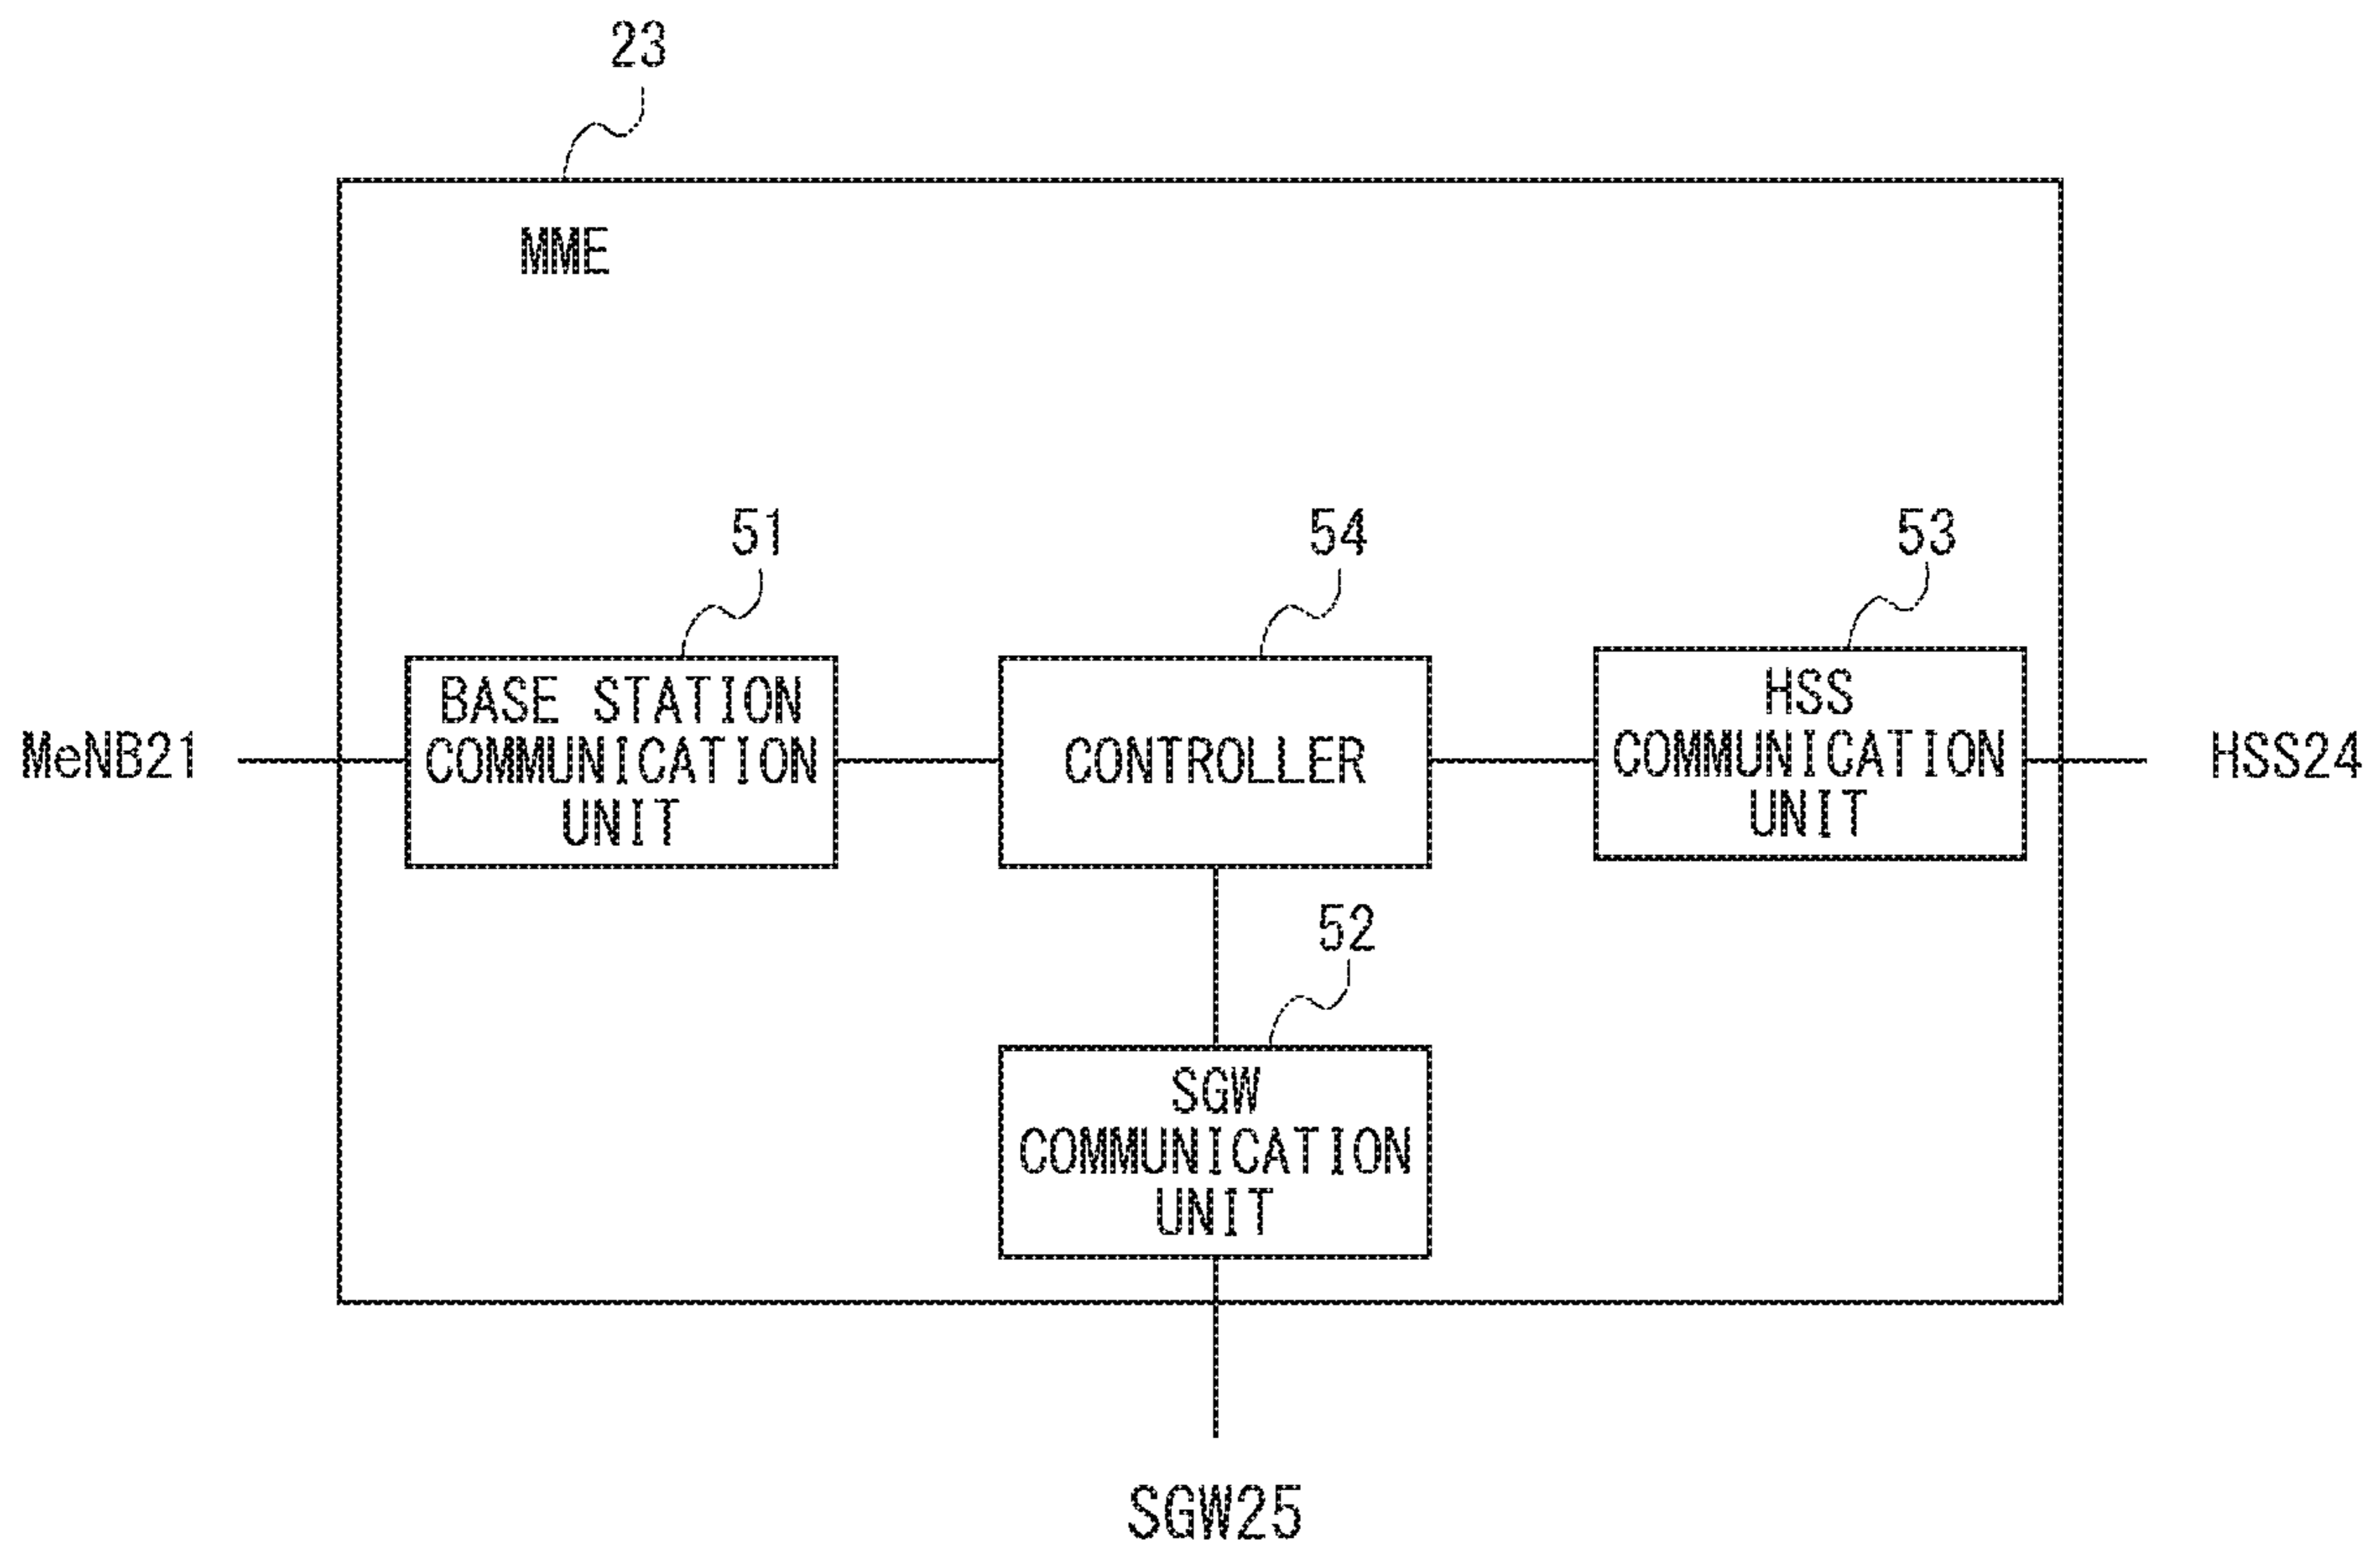 23
MME
51
54
53
BASE STATION
COMMUNICATION
UNIT
CONTROLLER
HSS
COMMUNICATION
UNIT
MeNB21
HSS24
52
SGW
COMMUNICATION
UNIT
SGW25